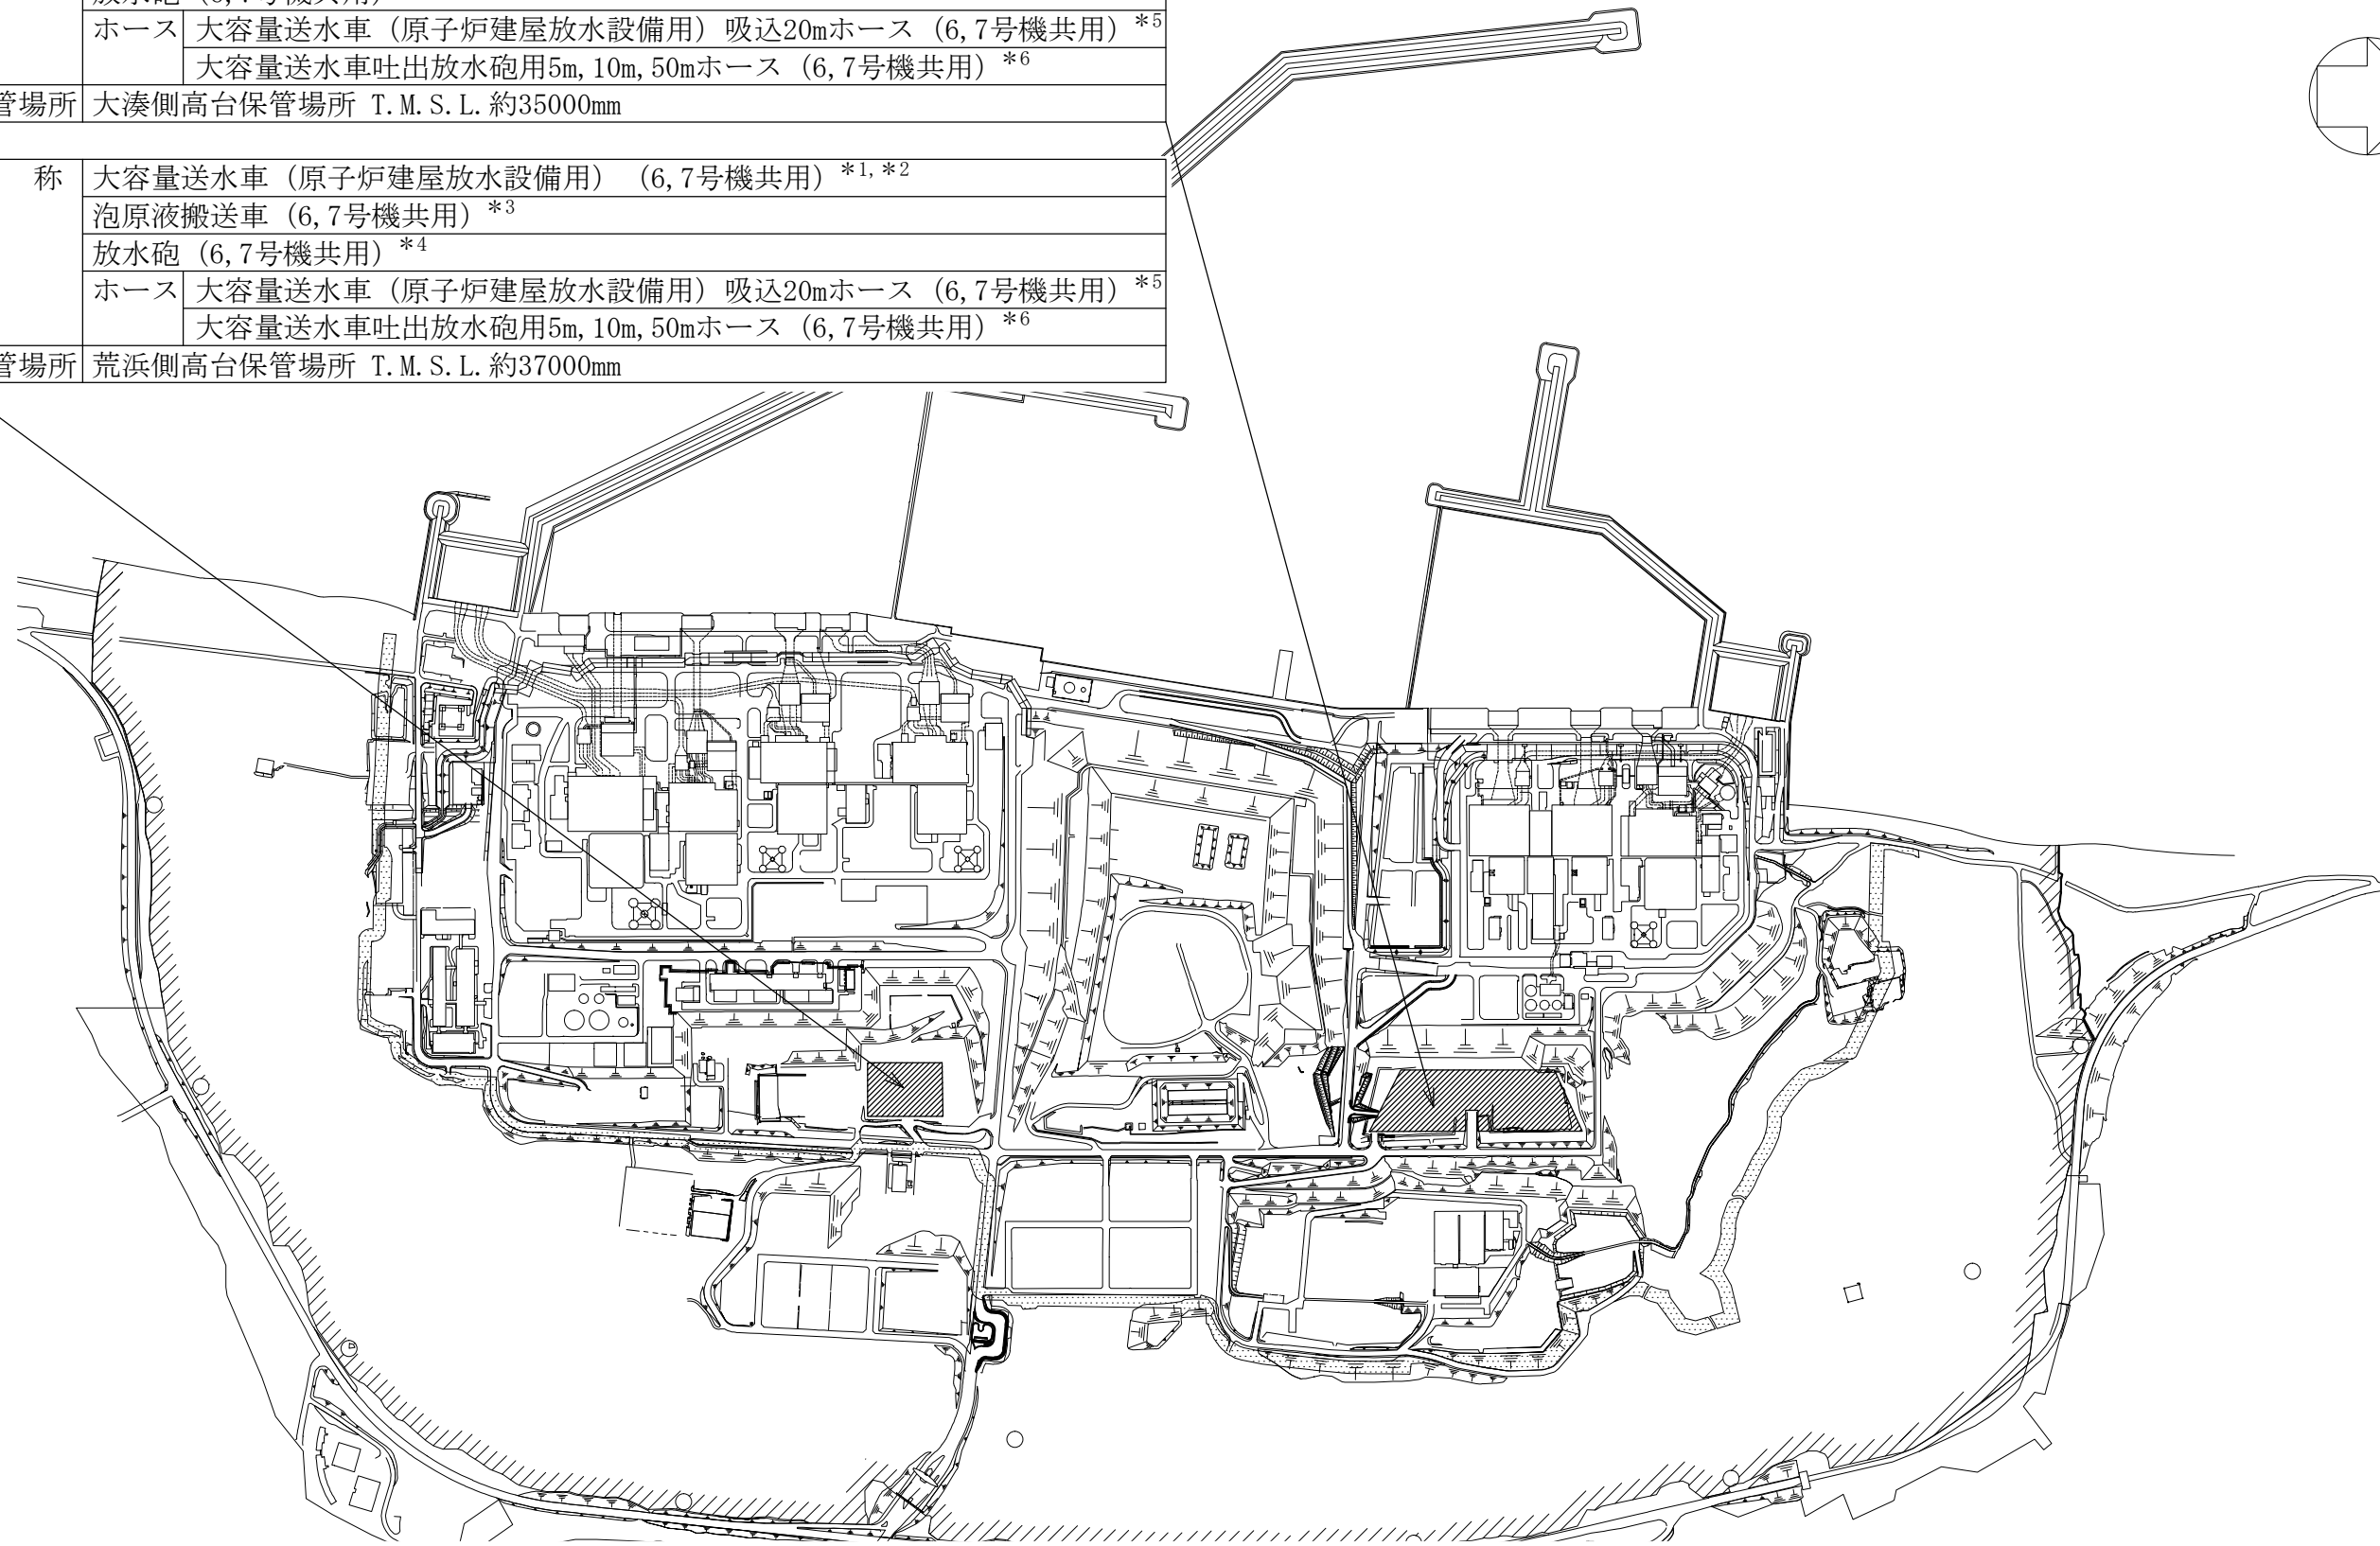 放水砲（6,7号機共用）
ホース 大容量送水車（原子炉建屋放水設備用）吸込20mホース（6,7号機共用）*5
大容量送水車吐出放水砲用5m,10m,50mホース（6,7号機共用）*6
管場所 大湊側高台保管場所 T.M.S.L.約35000mm
称 大容量送水車（原子炉建屋放水設備用）（6,7号機共用）*1,*2
泡原液搬送車（6,7号機共用）*3
放水砲（6,7号機共用）*4
ホース 大容量送水車（原子炉建屋放水設備用）吸込20mホース（6,7号機共用）*5
大容量送水車吐出放水砲用5m,10m,50mホース（6,7号機共用）*6
管場所 荒浜側高台保管場所 T.M.S.L.約37000mm